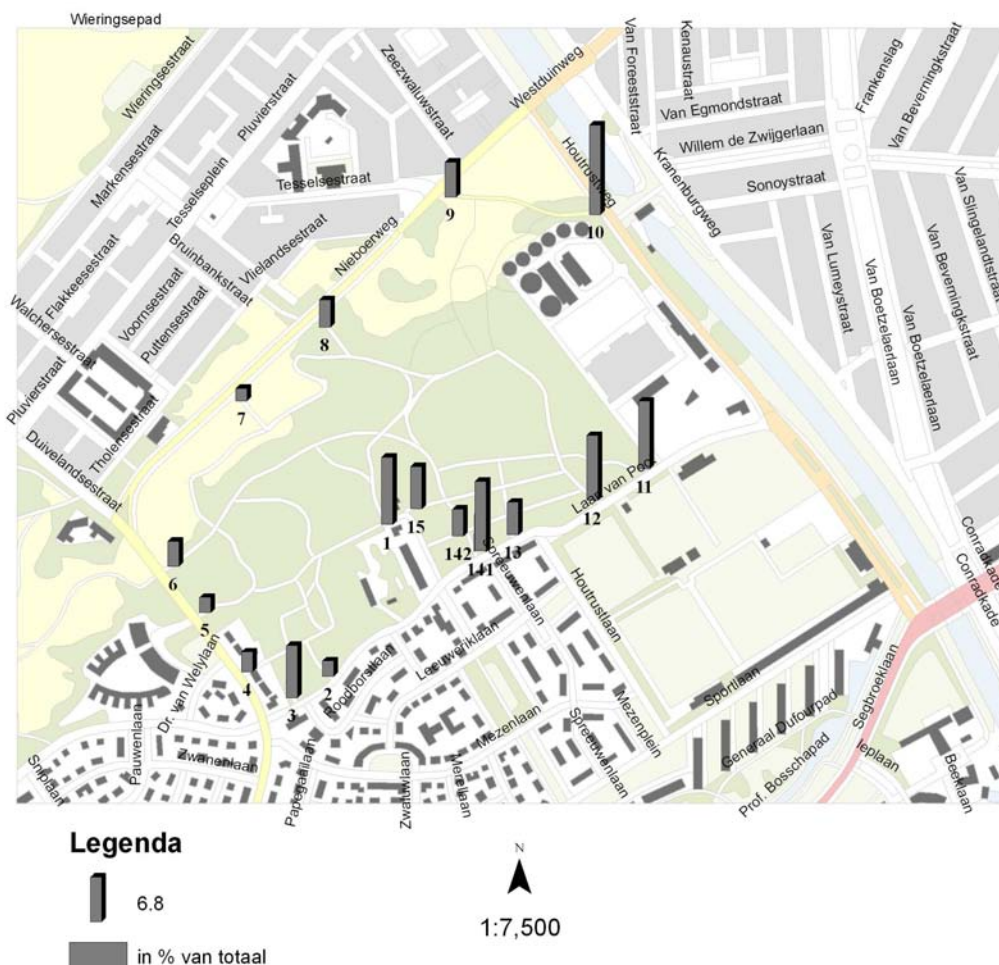 Wieringsepad
Wieringsestraat
Pluvierstraat
Zeezwaluwstraat
Westduinweg
Van Foreeststraat
Kenaustraat
Van Egmondstraat
Willem de Zwijgerlaan
Frankenslag
Van Beverningkstraat
Markensestraat
Tesselseplein
Tesselsestraat
Houtrustweg
Kranenburgweg
Sonoystraat
Van Slingelandtstraat
9
10
Flakkeesestraat
Bruinbankstraat
Vlielandsestraat
Nieboerweg
Van Lumeystraat
Van Boetzelaerlaan
Van Beverningkstraat
Walchersestraat
Voornsestraat
Puttensestraat
8
Van Boetzelaerlaan
Pluvierstraat
7
Tholensestraat
Duivelandsestraat
Laan van Poot
11
12
1
15
142
141
13
6
Spreeuwenlaan
Houtrustlaan
Conradkade
Conradkade
5
Dr. van Welylaan
4
3
2
Roodborstlaan
Leeuweriklaan
Mezenplein
Sportlaan
Segbroeklaan
Pauwenlaan
Zwanenlaan
Mezenlaan
Spreeuwenlaan
Generaal Dufourpad
Ieplaan
Sniplaan
Papegaailaan
Zwaluwlaan
Merellaan
Prof. Bosschapad
Beeklaan
Legenda
6.8
in % van totaal
N
1:7,500